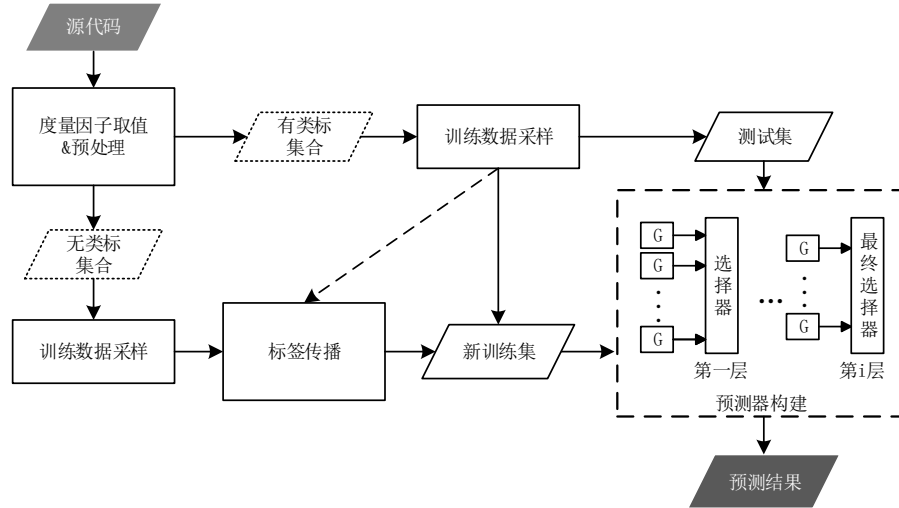 源代码
度量因子取值
&预处理
有类标
集合
训练数据采样
测试集
无类标
集合
训练数据采样
标签传播
新训练集
G
G
G
选择器
第一层
...
G
G
最终选择器
第i层
预测器构建
预测结果